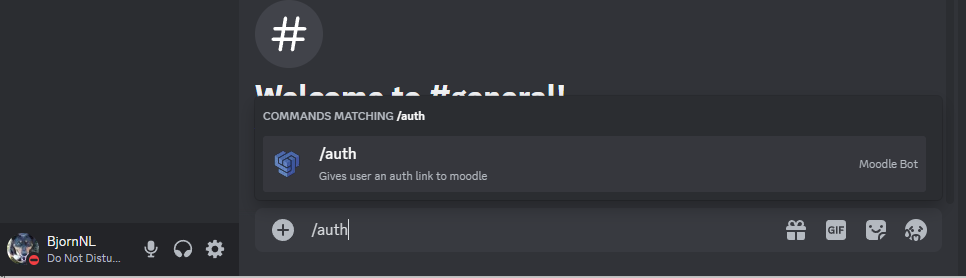 Welcome to #general!
COMMANDS MATCHING /auth
/auth
Gives user an auth link to moodle
Moodle Bot
/auth
GIF
BjornNL
Do Not Distu...